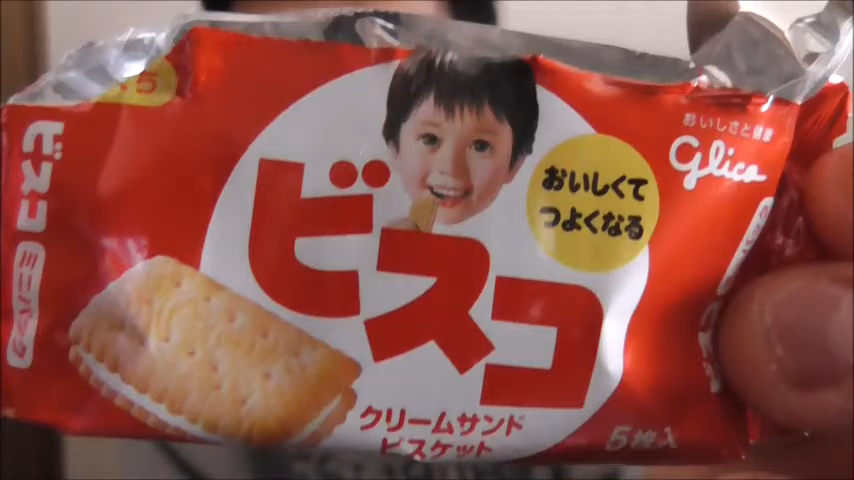 5
おいしさと健康
Glico
ビスコ
ミニパック
おいしくて
つよくなる
ビスコ
クリームサンド
ビスケット
5枚入